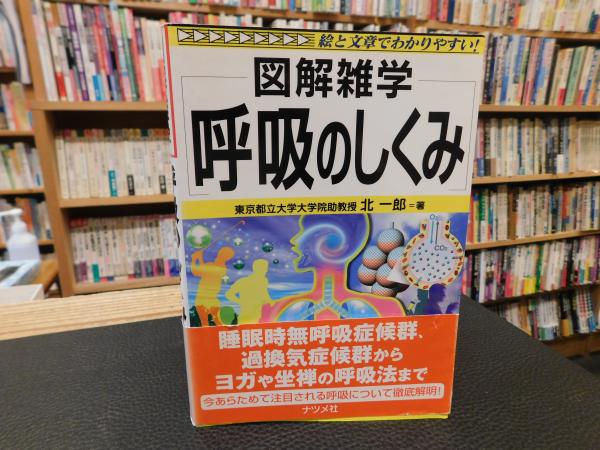 絵と文章でわかりやすい!
図解雑学
呼吸のしくみ
東京都立大学大学院助教授 北 一郎=著
O₂
CO₂
睡眠時無呼吸症候群、
過換気症候群から
ヨガや坐禅の呼吸法まで
今あらためて注目される呼吸について徹底解明!
ナツメ社